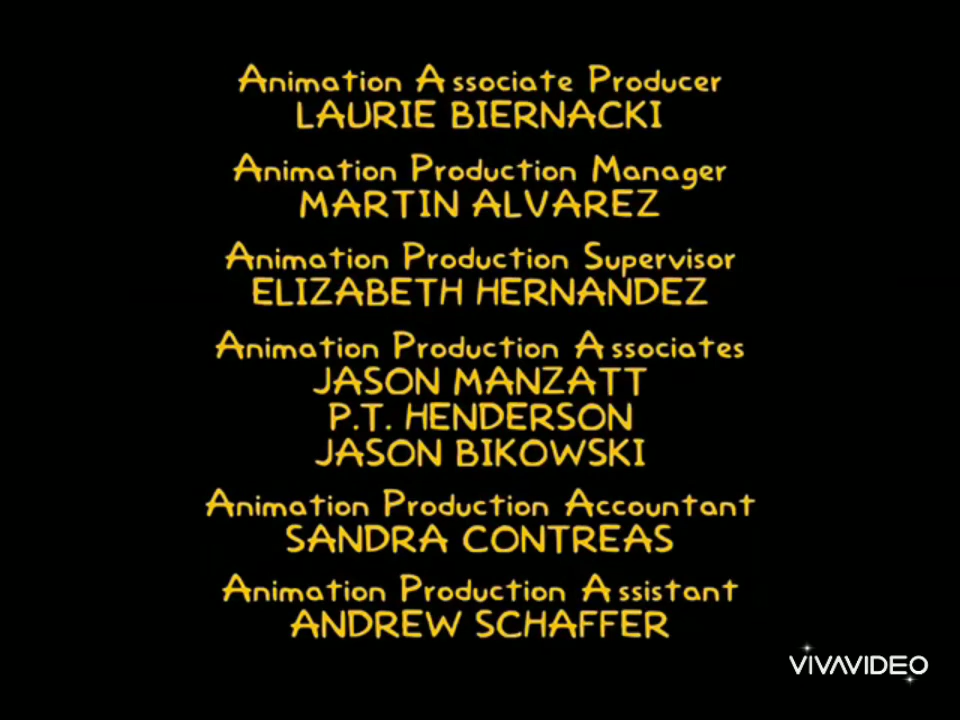 Animation Associate Producer
LAURIE BIERNACKI
Animation Production Manager
MARTIN ALVAREZ
Animation Production Supervisor
ELIZABETH HERNANDEZ
Animation Production Associates
JASON MANZATT
P.T. HENDERSON
JASON BIKOWSKI
Animation Production Accountant
SANDRA CONTREAS
Animation Production Assistant
ANDREW SCHAFFER
VIVAVIDEO